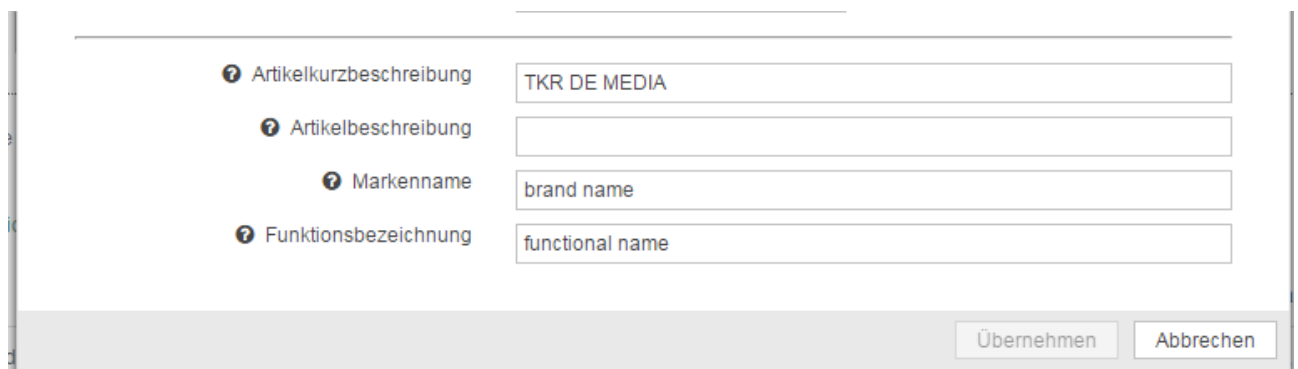 Artikelkurzbeschreibung TKR DE MEDIA
Artikelbeschreibung
Markenname brand name
Funktionsbezeichnung functional name
Übernehmen Abbrechen